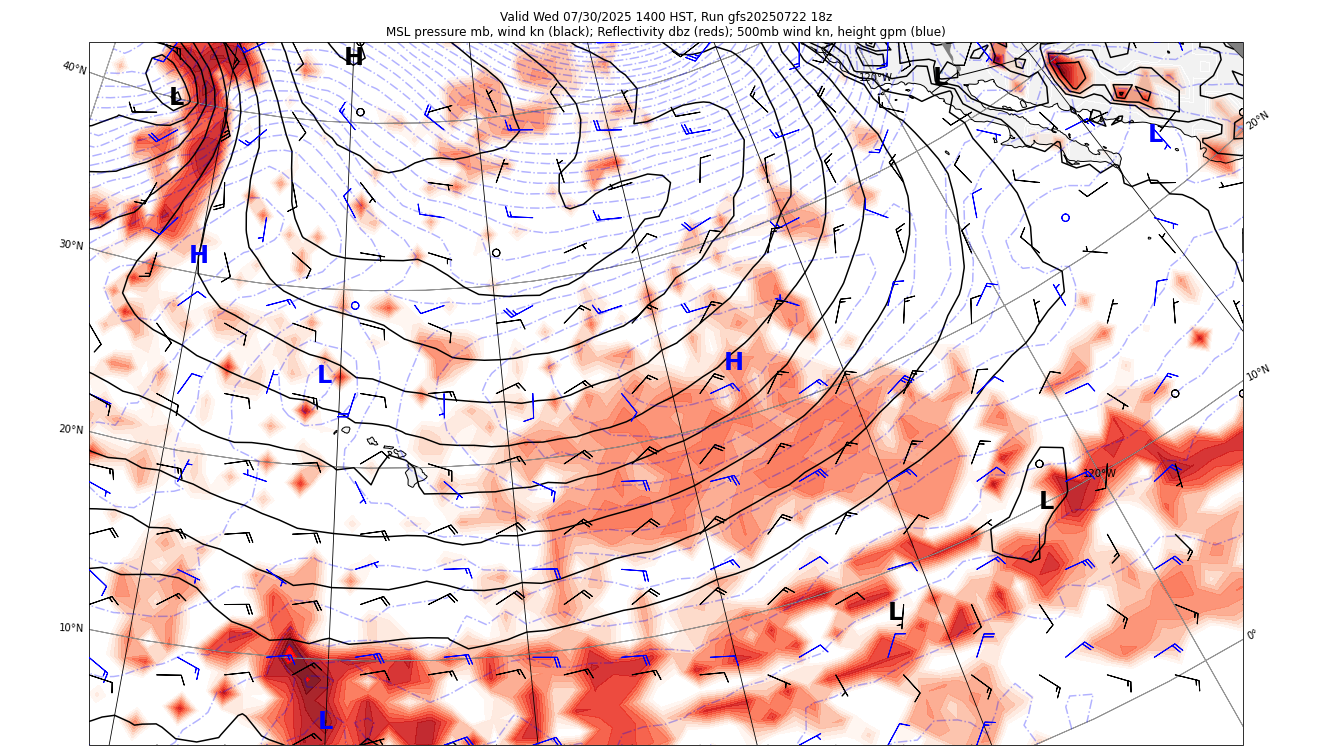 Valid Wed 07/30/2025 1400 HST, Run gfs20250722 18z
MSL pressure mb, wind kn (black); Reflectivity dbz (reds); 500mb wind kn, height gpm (blue)
H
40°N
L
120°W
L
20°N
L
30°N
H
H
L
10°N
20°N
120°W
L
L
10°N
0°
L